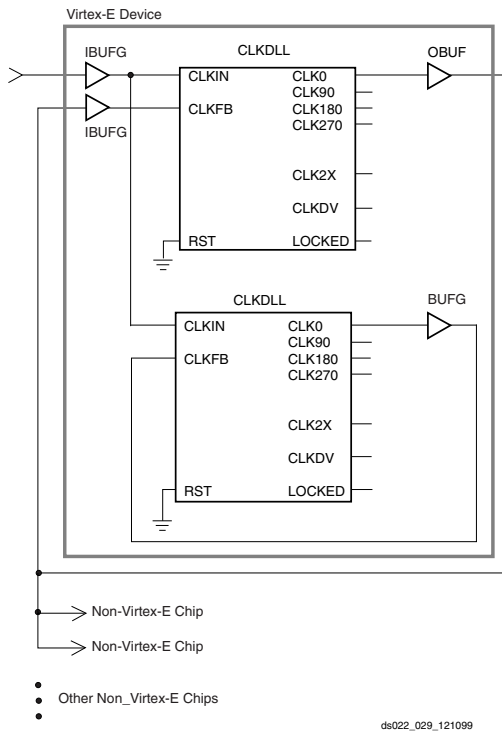 Virtex-E Device
IBUFG
CLKDLL
OBUF
CLKIN
CLK0
CLK90
CLKFB
CLK180
CLK270
IBUFG
CLK2X
CLKDV
RST
LOCKED
CLKDLL
BUFG
CLKIN
CLK0
CLK90
CLKFB
CLK180
CLK270
CLK2X
CLKDV
RST
LOCKED
Non-Virtex-E Chip
Non-Virtex-E Chip
Other Non_Virtex-E Chips
ds022_029_121099